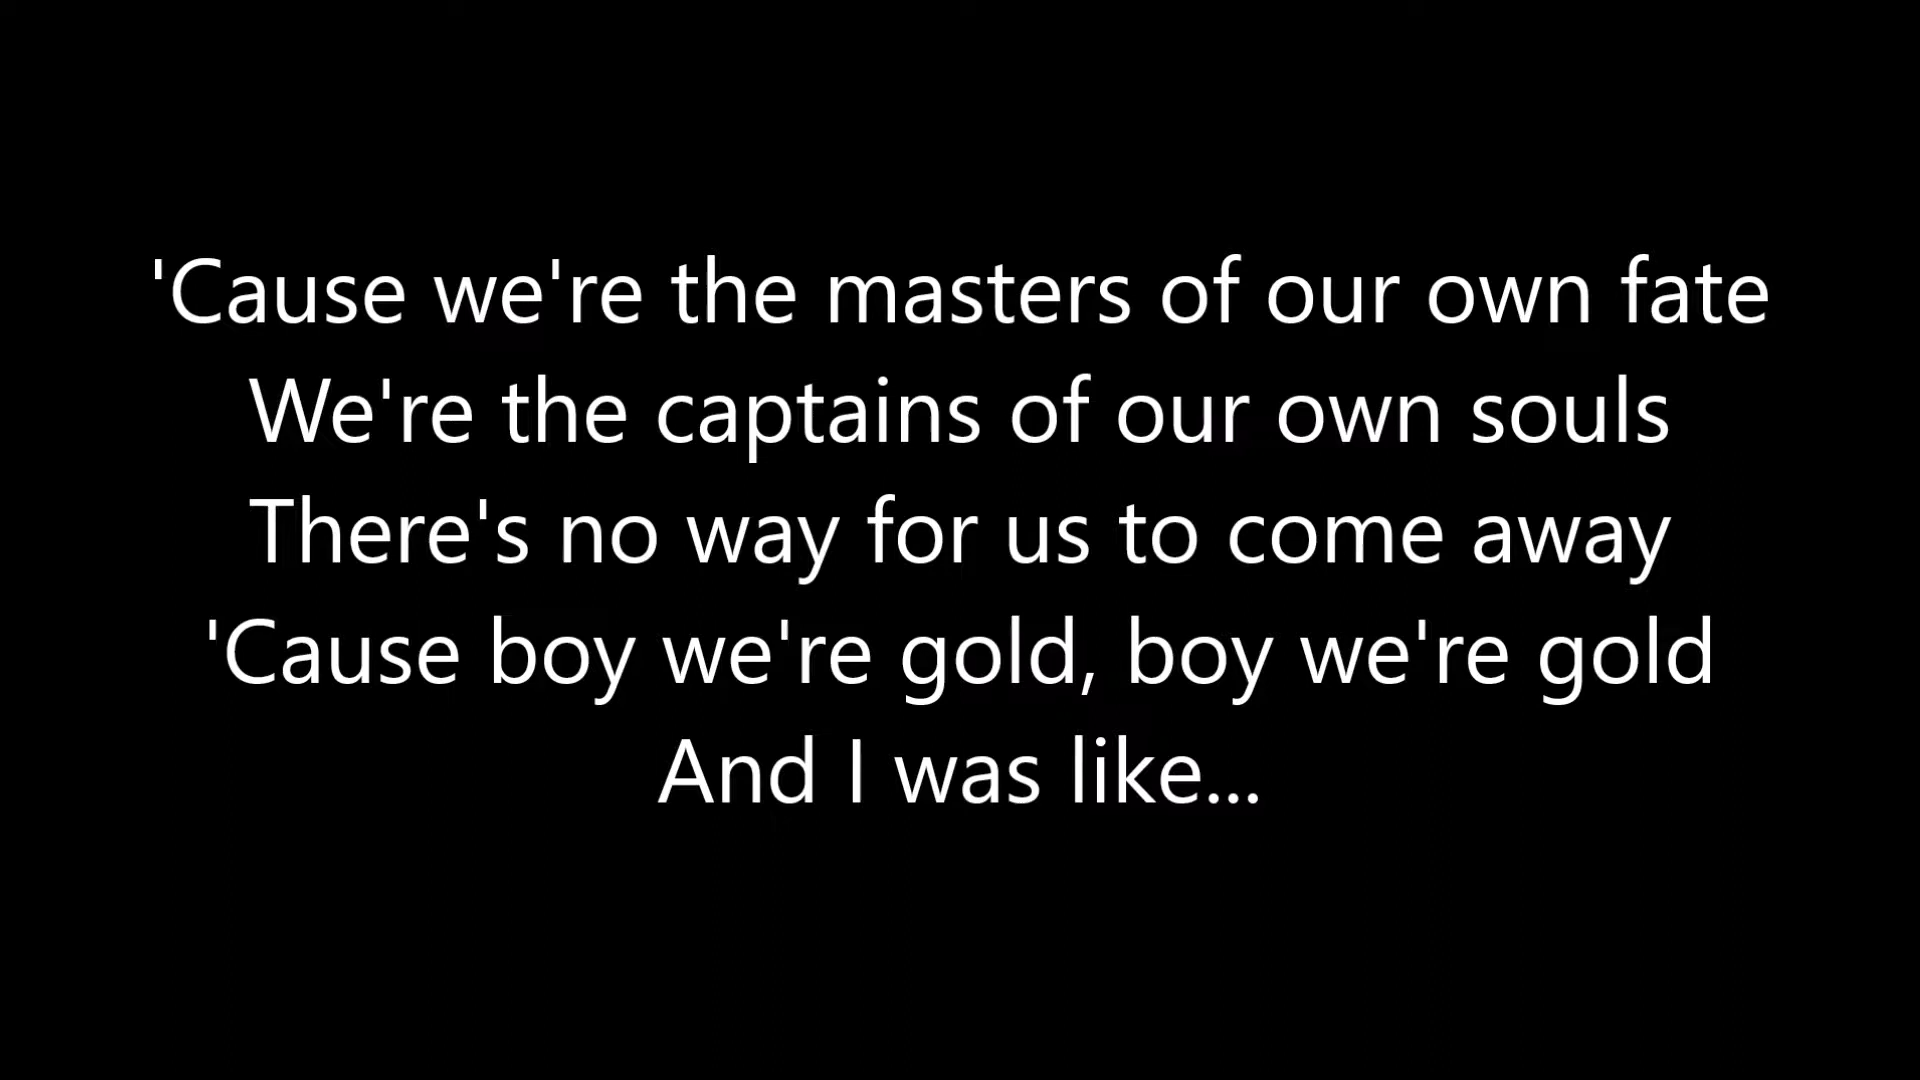 'Cause we're the masters of our own fate
We're the captains of our own souls
There's no way for us to come away
'Cause boy we're gold, boy we're gold
And I was like...